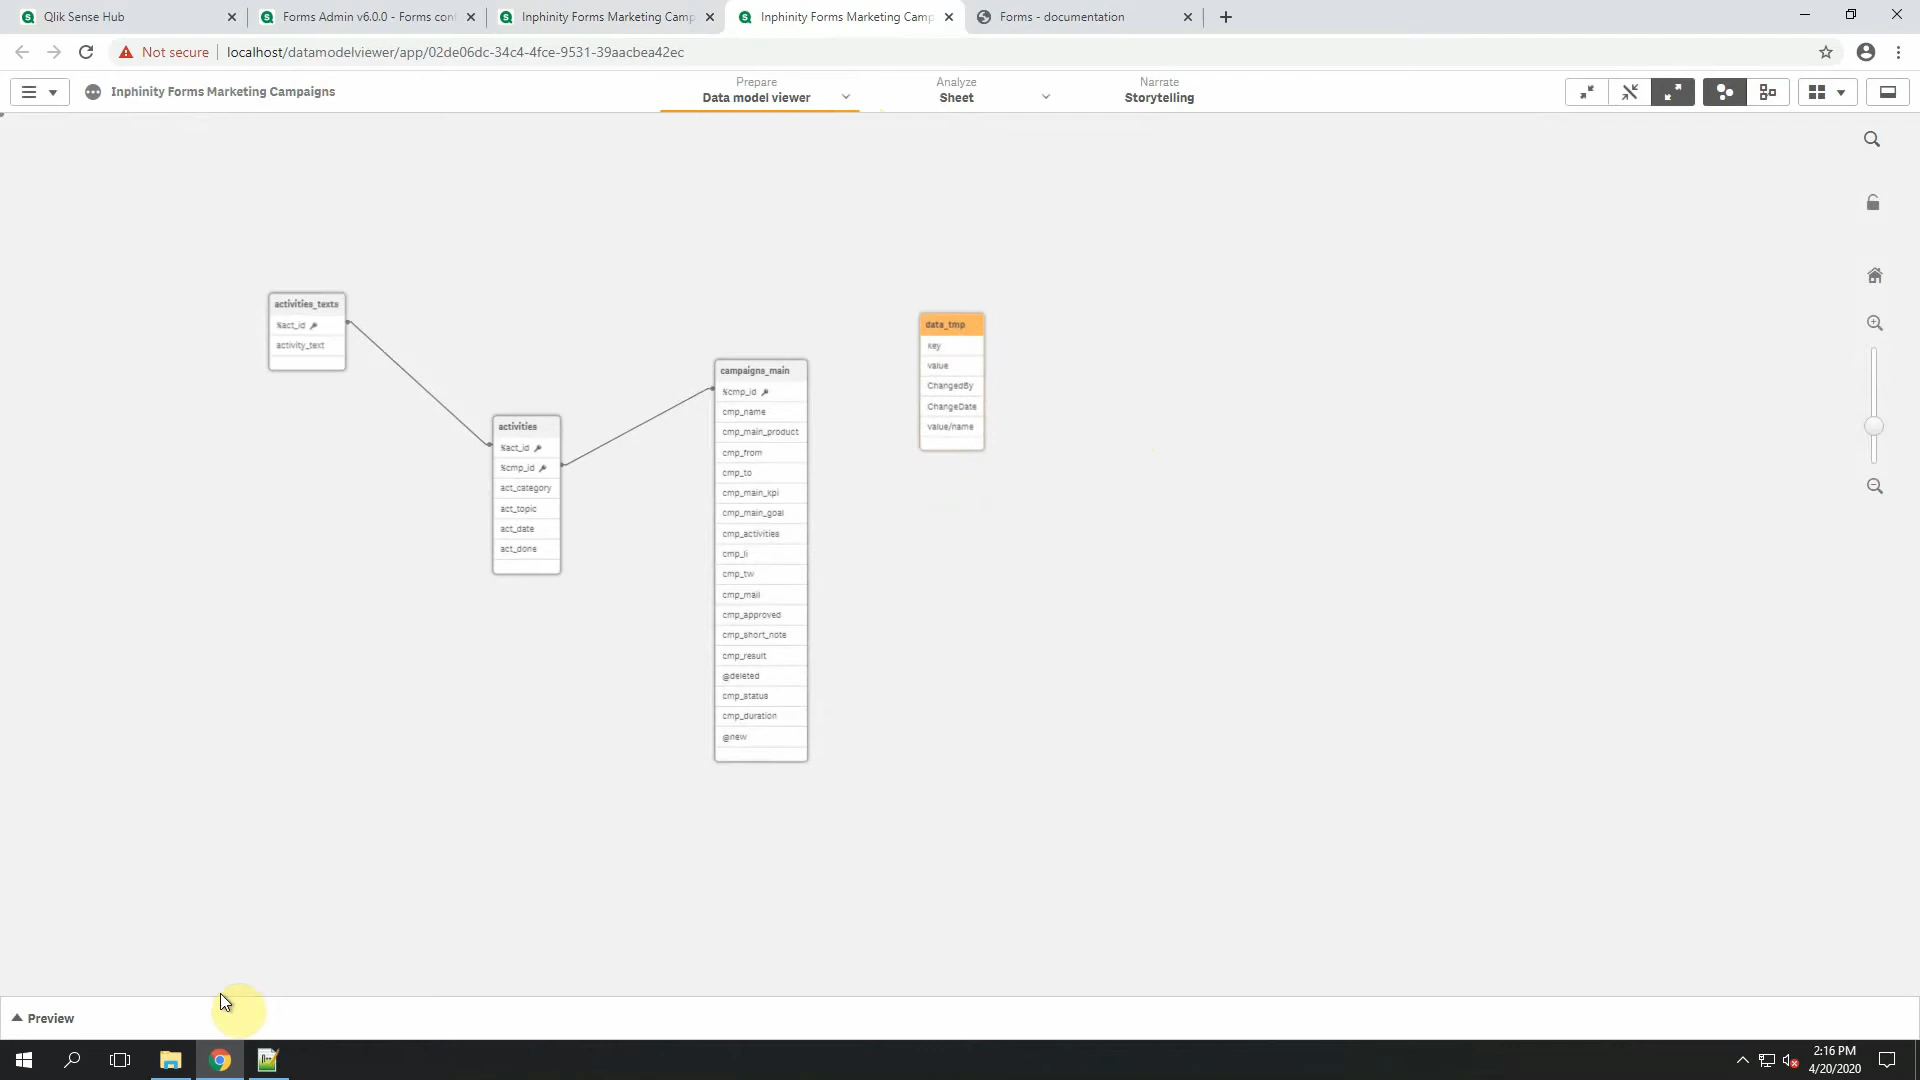 Qlik Sense Hub
Forms Admin v6.0.0 - Forms con
Inphinity Forms Marketing Camp
Inphinity Forms Marketing Camp
Forms - documentation
Not secure
localhost/datamodelviewer/app/02de06dc-34c4-4fce-9531-39aacbea42ec
Inphinity Forms Marketing Campaigns
Prepare
Data model viewer
Analyze
Sheet
Narrate
Storytelling
activities_texts
%act_id
activity_text
activities
%act_id
%cmp_id
act_category
act_topic
act_date
act_done
campaigns_main
%cmp_id
cmp_name
cmp_main_product
cmp_from
cmp_to
cmp_main_kpi
cmp_main_goal
cmp_activities
cmp_li
cmp_tw
cmp_mail
cmp_approved
cmp_short_note
cmp_result
@deleted
cmp_status
cmp_duration
@new
data_tmp
key
value
ChangedBy
ChangeDate
value/name
Preview
2:16 PM
4/20/2020